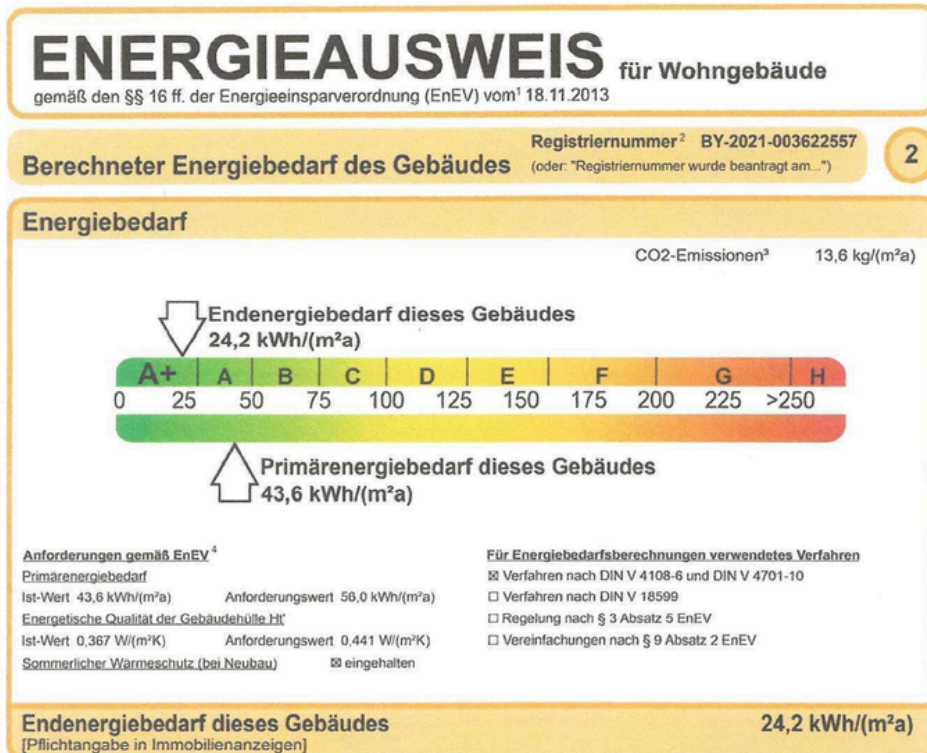 ENERGIEAUSWEIS für Wohngebäude
gemäß den §§ 16 ff. der Energieeinsparverordnung (EnEV) vom¹ 18.11.2013
Berechneter Energiebedarf des Gebäudes
Registriernummer² BY-2021-003622557
(oder: "Registriernummer wurde beantragt am...")
2
Energiebedarf
CO2-Emissionen³ 13,6 kg/(m²a)
Endenergiebedarf dieses Gebäudes
24,2 kWh/(m²a)
A+ A B C D E F G H
0 25 50 75 100 125 150 175 200 225 >250
Primärenergiebedarf dieses Gebäudes
43,6 kWh/(m²a)
Anforderungen gemäß EnEV⁴
Primärenergiebedarf
Ist-Wert 43,6 kWh/(m²a) Anforderungswert 56,0 kWh/(m²a)
Energetische Qualität der Gebäudehülle Ht'
Ist-Wert 0,367 W/(m²K) Anforderungswert 0,441 W/(m²K)
Sommerlicher Wärmeschutz (bei Neubau) ☒ eingehalten
Für Energiebedarfsberechnungen verwendetes Verfahren
☒ Verfahren nach DIN V 4108-6 und DIN V 4701-10
☐ Verfahren nach DIN V 18599
☐ Regelung nach § 3 Absatz 5 EnEV
☐ Vereinfachungen nach § 9 Absatz 2 EnEV
Endenergiebedarf dieses Gebäudes 24,2 kWh/(m²a)
[Pflichtangabe in Immobilienanzeigen]